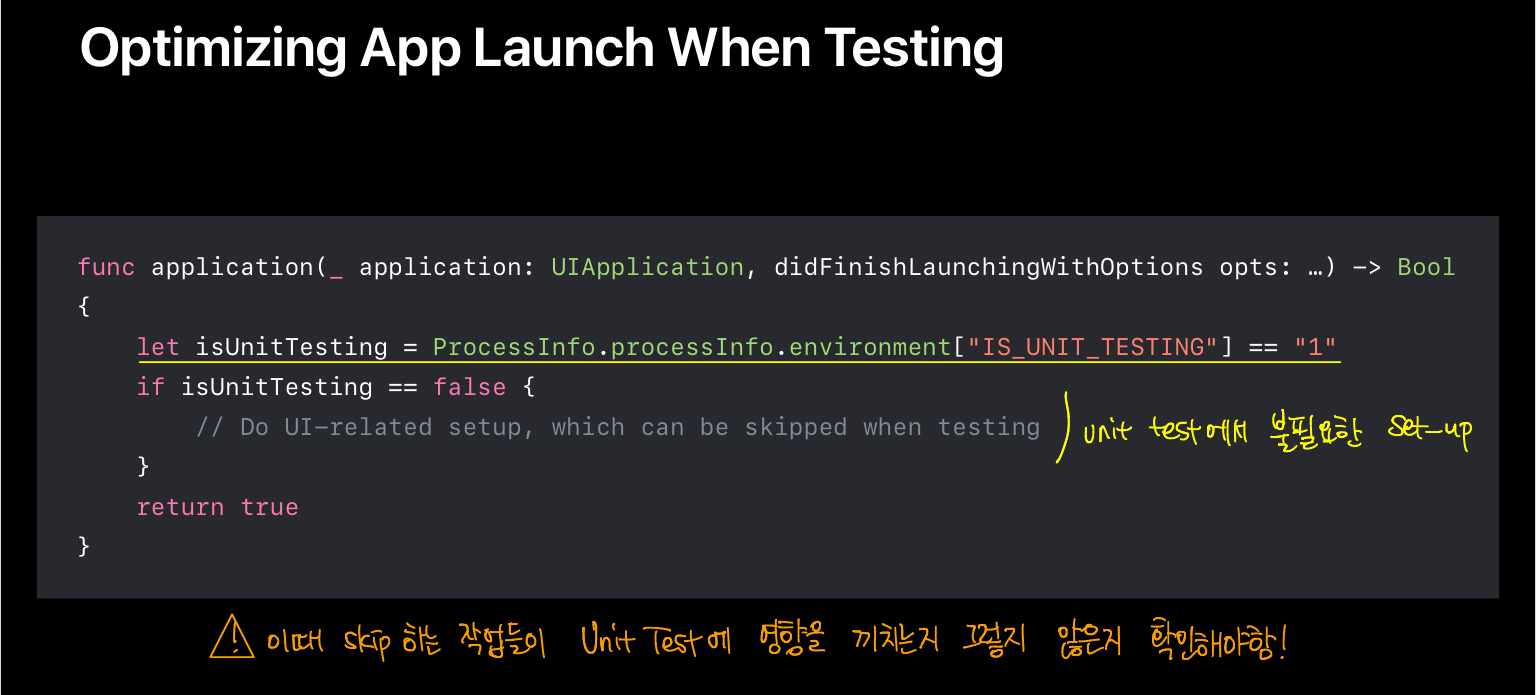 Optimizing App Launch When Testing
func application(_ application: UIApplication, didFinishLaunchingWithOptions opts: …) -> Bool
{
let isUnitTesting = ProcessInfo.processInfo.environment["IS_UNIT_TESTING"] == "1"
if isUnitTesting == false {
// Do UI-related setup, which can be skipped when testing
unit test에서 불필요한 set-up
}
return true
}
⚠ 이때 skip 하는 작업들이 Unit Test에 영향을 끼치는지 그렇지 않은지 확인해야함!